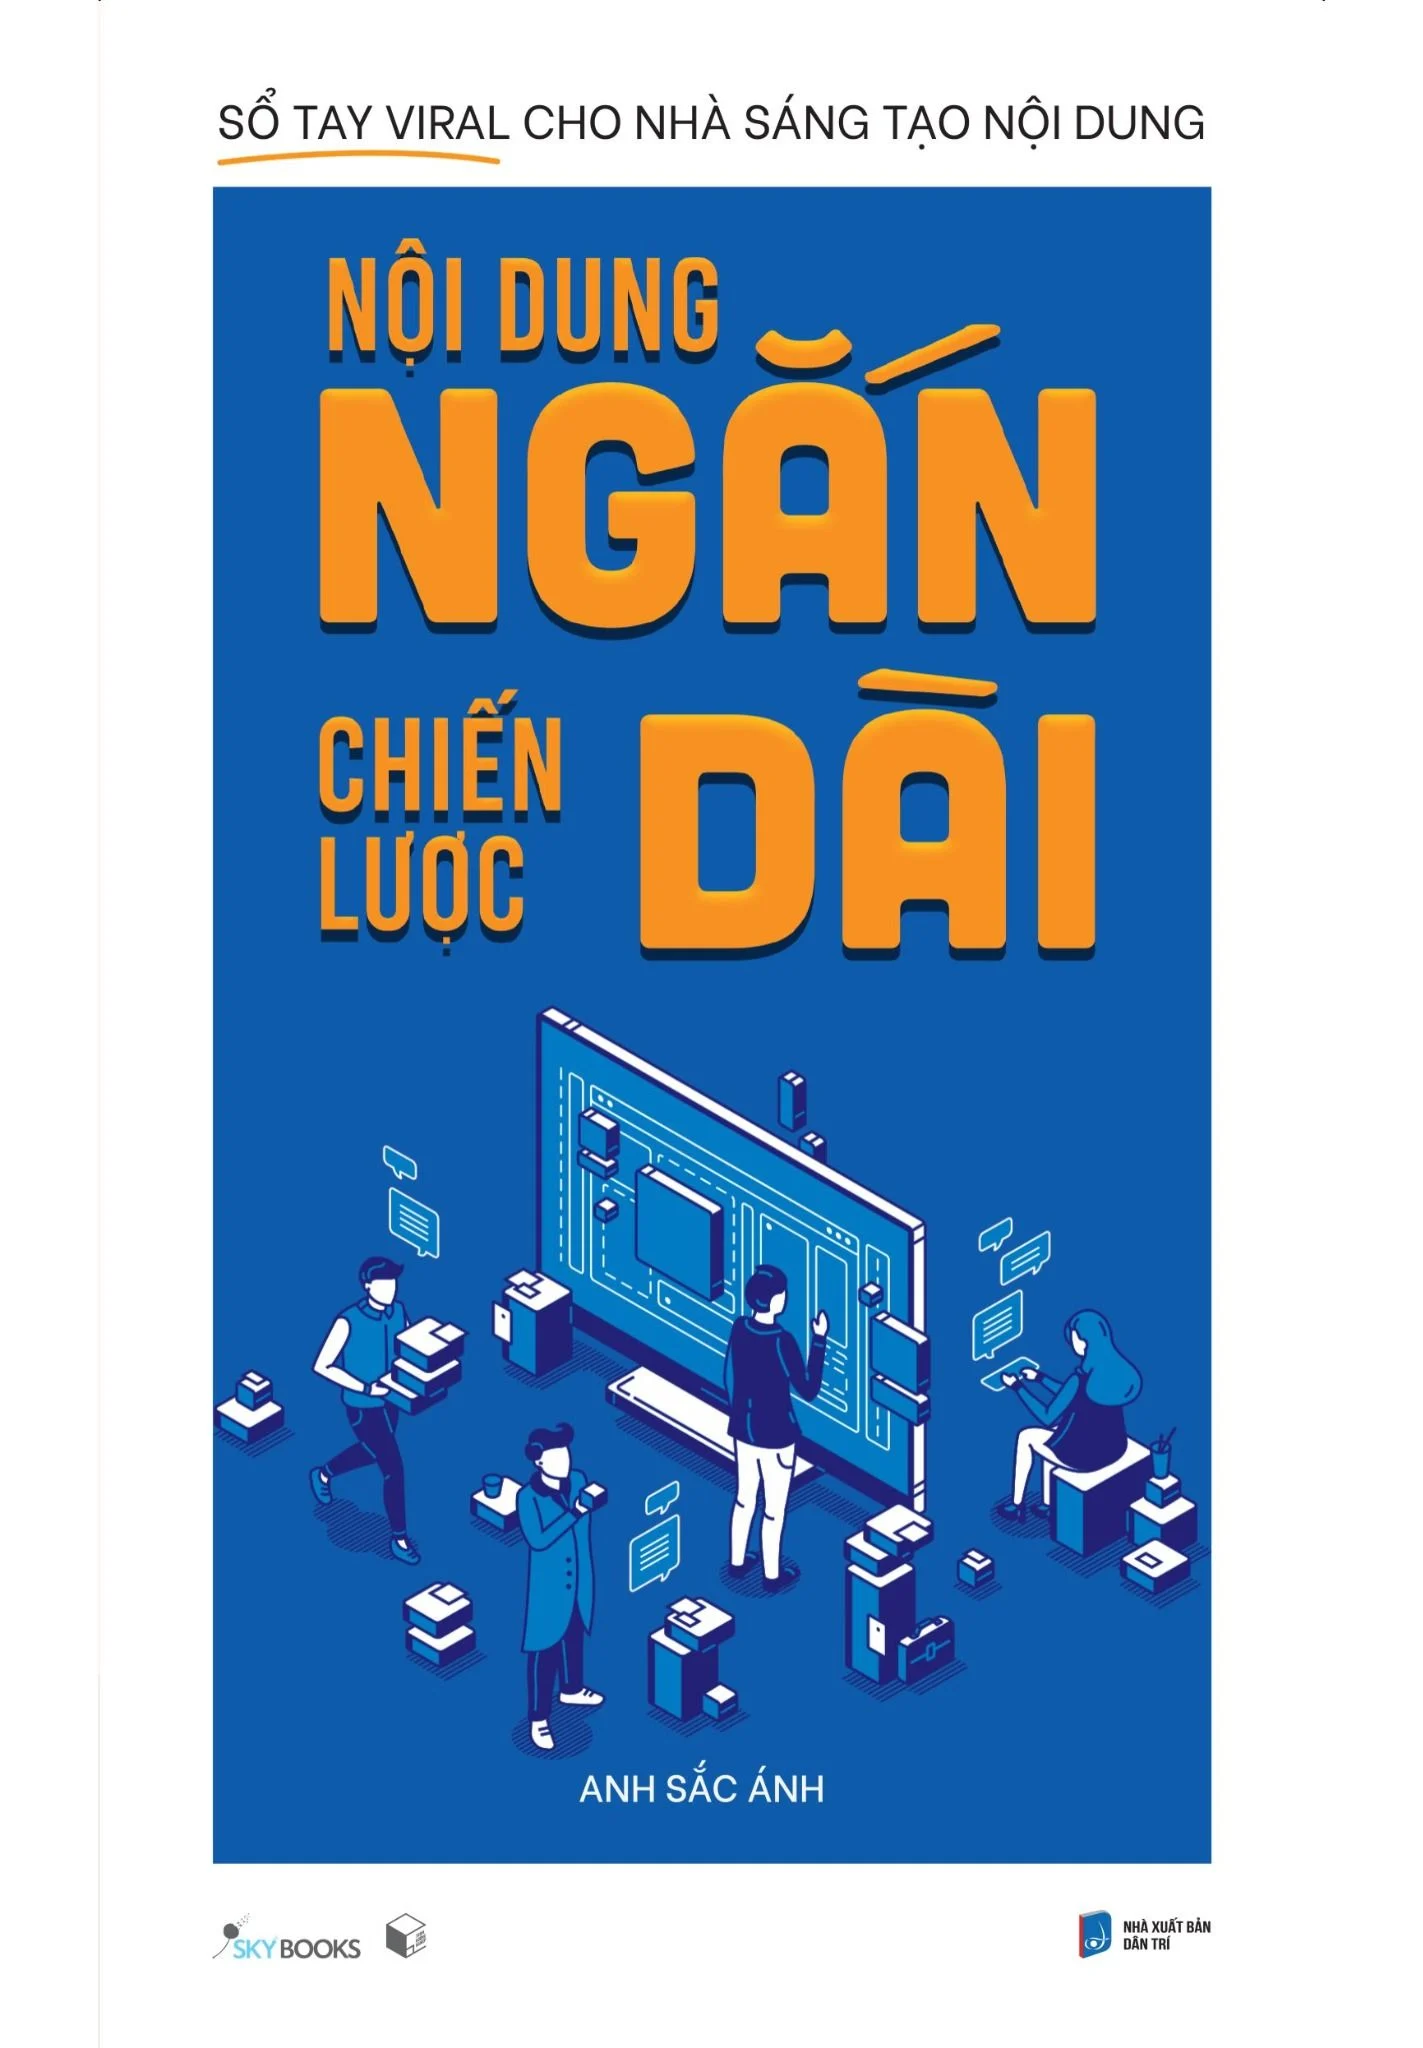 SỔ TAY VIRAL CHO NHÀ SÁNG TẠO NỘI DUNG
NỘI DUNG
NGẮN
CHIẾN
LƯỢC
DÀI
ANH SẮC ÁNH
SKYBOOKS
NHÀ XUẤT BẢN
DÂN TRÍ